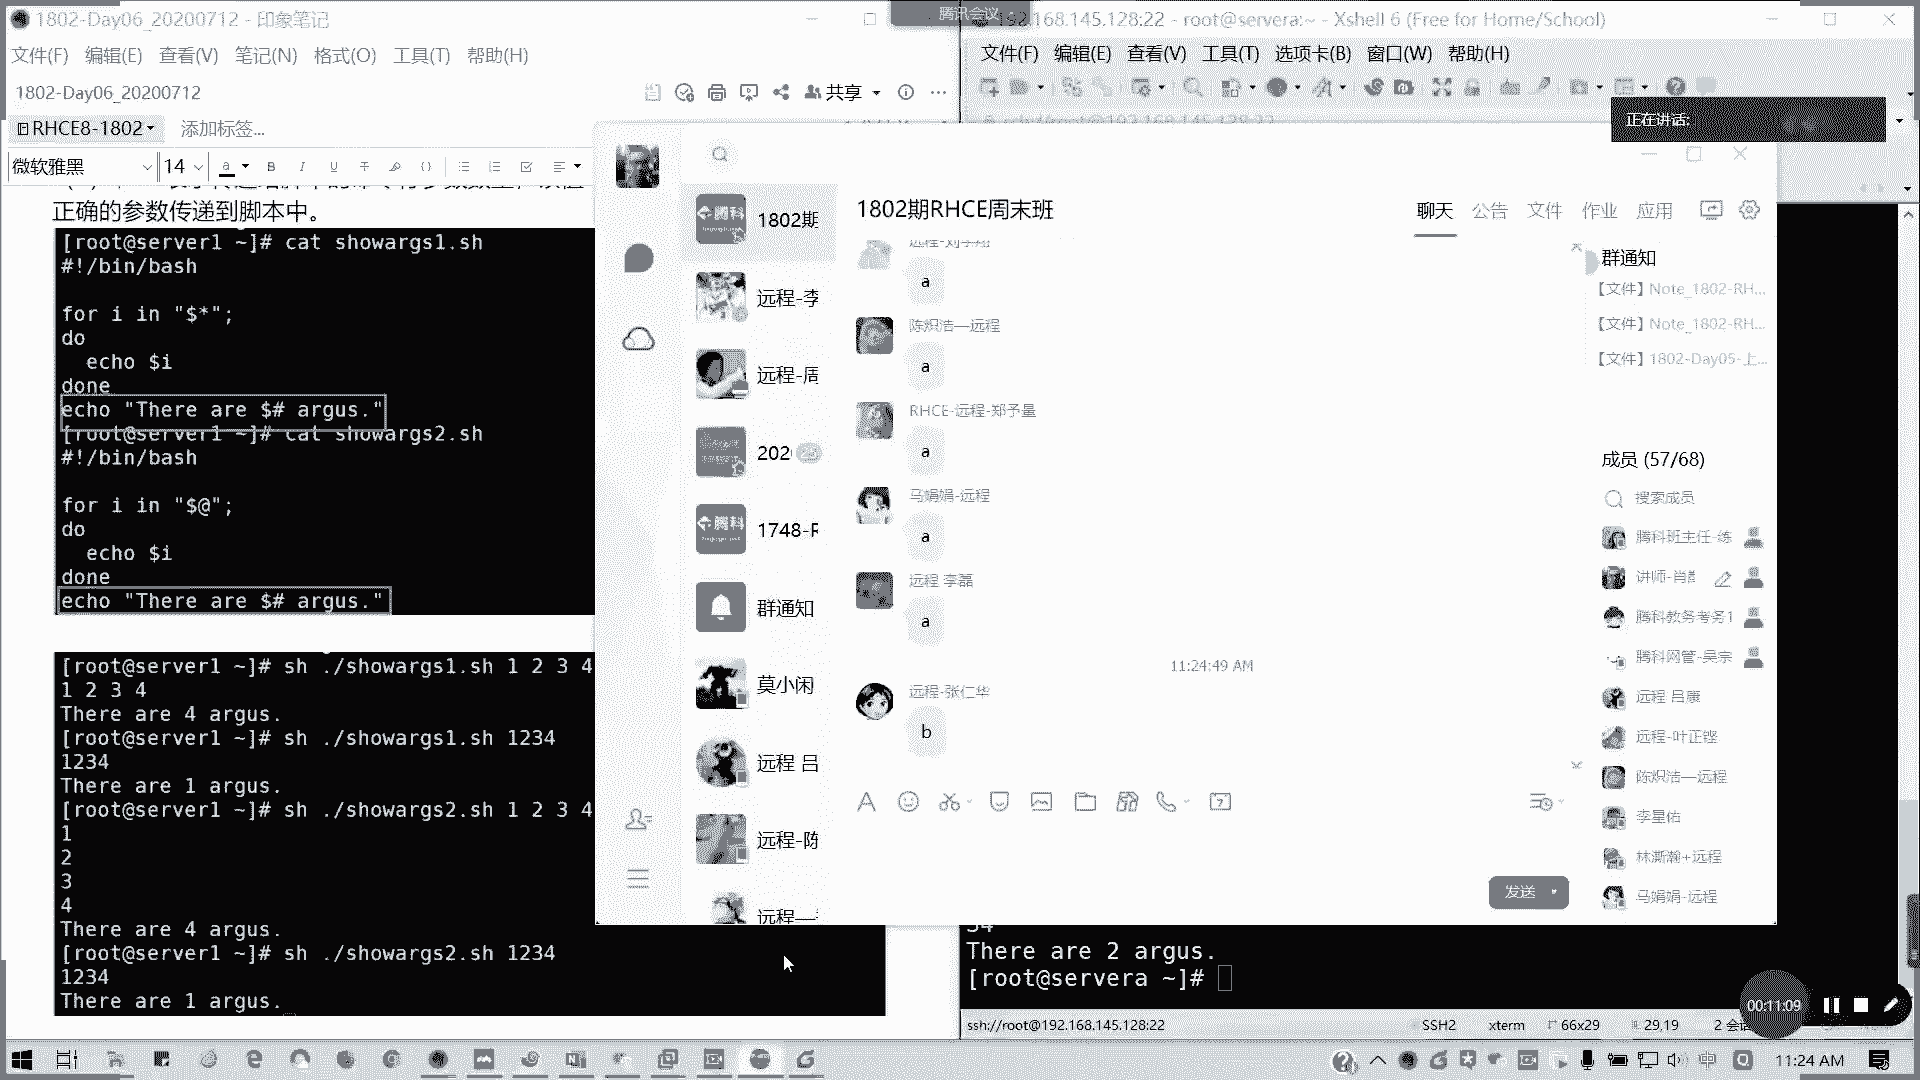 1802-Day06_20200712 - 印象笔记
文件(F) 编辑(E) 查看(V) 笔记(N) 格式(O) 工具(T) 帮助(H)
1802-Day06_20200712
共享
RHCE8-1802
添加标签...
微软雅黑
14
正确的参数传递到脚本中。
[root@server1 ~]# cat showargs1.sh
#!/bin/bash
for i in "$*";
do
echo $i
done
echo "There are $# argus."
[root@server1 ~]# cat showargs2.sh
#!/bin/bash
for i in "$@";
do
echo $i
done
echo "There are $# argus."
[root@server1 ~]# sh ./showargs1.sh 1 2 3 4
1 2 3 4
There are 4 argus.
[root@server1 ~]# sh ./showargs1.sh 1234
1234
There are 1 argus.
[root@server1 ~]# sh ./showargs2.sh 1 2 3 4
1
2
3
4
There are 4 argus.
[root@server1 ~]# sh ./showargs2.sh 1234
1234
There are 1 argus.
腾讯会议
192.168.145.128:22 - root@servera:~ - Xshell 6 (Free for Home/School)
文件(F) 编辑(E) 查看(V) 工具(T) 选项卡(B) 窗口(W) 帮助(H)
正在讲话:
1802期
远程-李
远程-周
202
1748-R
群通知
莫小闲
远程 吕
远程-陈
1802期RHCE周末班
聊天 公告 文件 作业 应用
a
陈炽浩—远程
a
RHCE-远程-郑予量
a
马娟娟-远程
a
远程 李磊
a
11:24:49 AM
远程-张仁华
b
发送
群通知
【文件】Note_1802-RH...
【文件】Note_1802-RH...
【文件】1802-Day05-上...
成员 (57/68)
搜索成员
腾科班主任-练
讲师-肖
腾科教务考务1
腾科网管-吴宗
远程 吕康
远程-叶正铿
陈炽浩—远程
李星佑
林澌瀚+远程
马娟娟-远程
There are 2 argus.
[root@servera ~]#
00:11:09
ssh://root@192.168.145.128:22
SSH2
xterm
66x29
29,19
2 会
11:24 AM